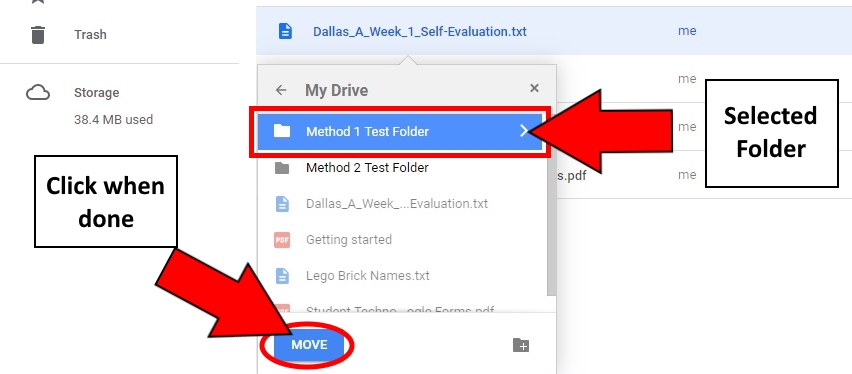 Trash
Dallas_A_Week_1_Self-Evaluation.txt
me
Storage
38.4 MB used
My Drive
me
Method 1 Test Folder
me
Selected
Folder
Method 2 Test Folder
s.pdf
me
Click when
done
Dallas_A_Week_...Evaluation.txt
PDF
Getting started
Lego Brick Names.txt
Student Techno...ogle Forms.pdf
MOVE